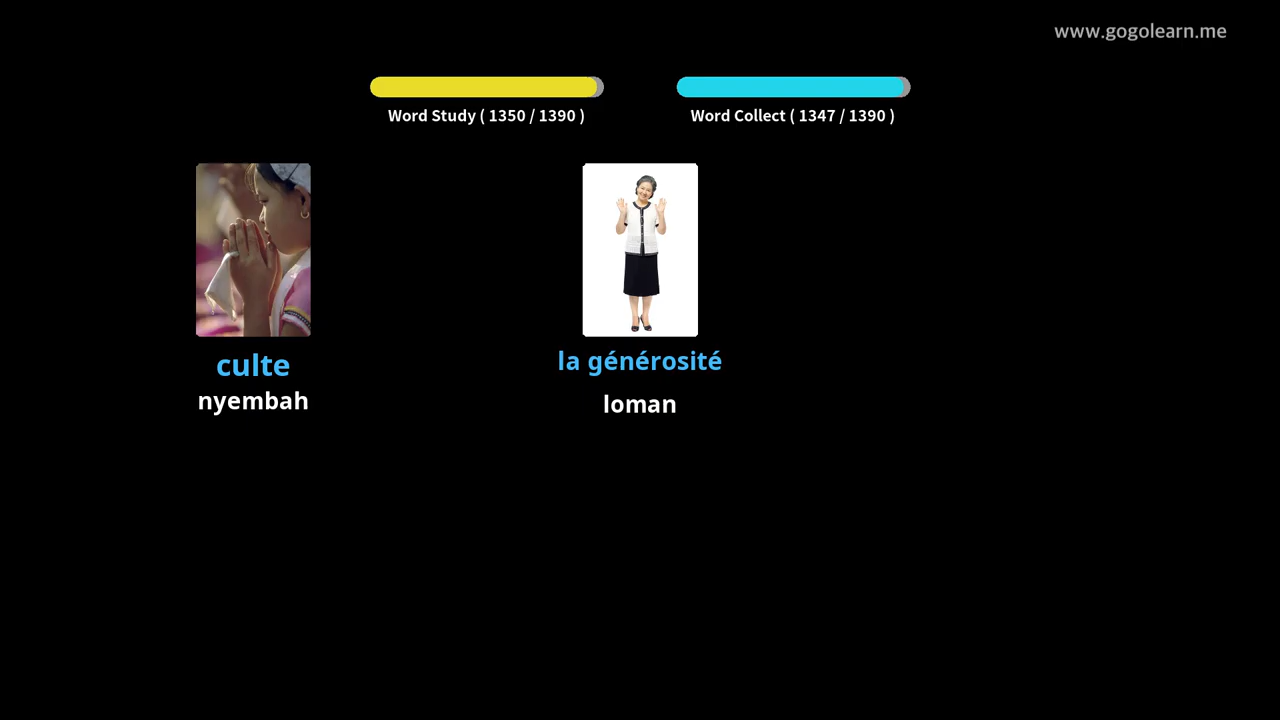 www.gogolearn.me
Word Study ( 1350 / 1390 )
Word Collect ( 1347 / 1390 )
culte
nyembah
la générosité
loman